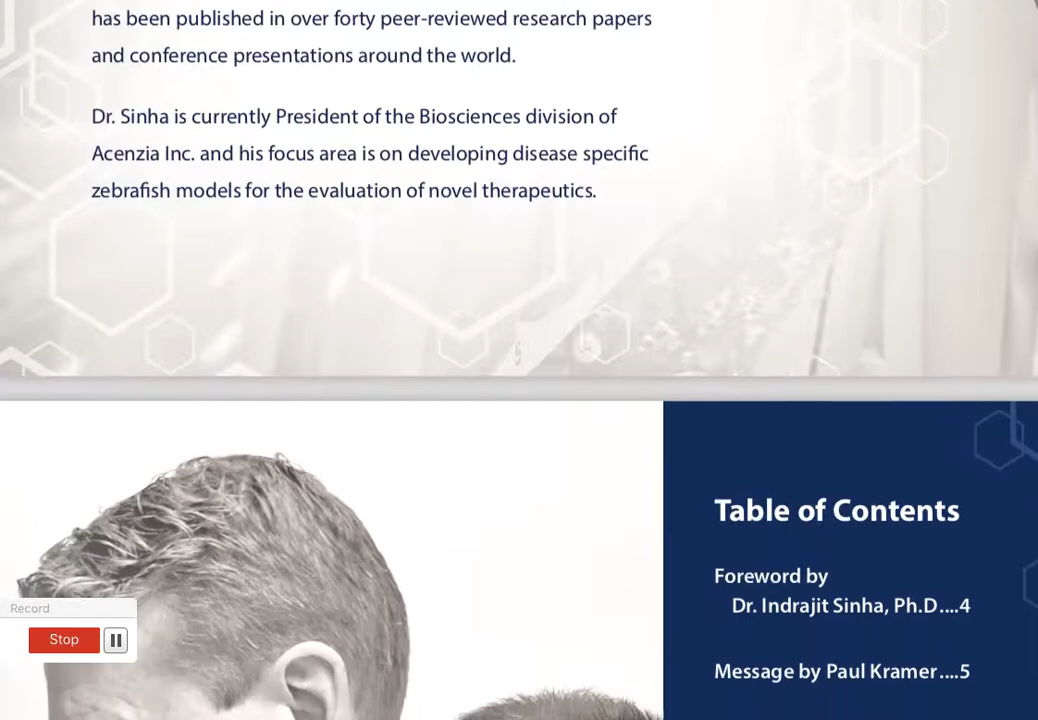 has been published in over forty peer-reviewed research papers
and conference presentations around the world.
Dr. Sinha is currently President of the Biosciences division of
Acenzia Inc. and his focus area is on developing disease specific
zebrafish models for the evaluation of novel therapeutics.
Table of Contents
Foreword by
Dr. Indrajit Sinha, Ph.D....4
Message by Paul Kramer....5
Record
Stop